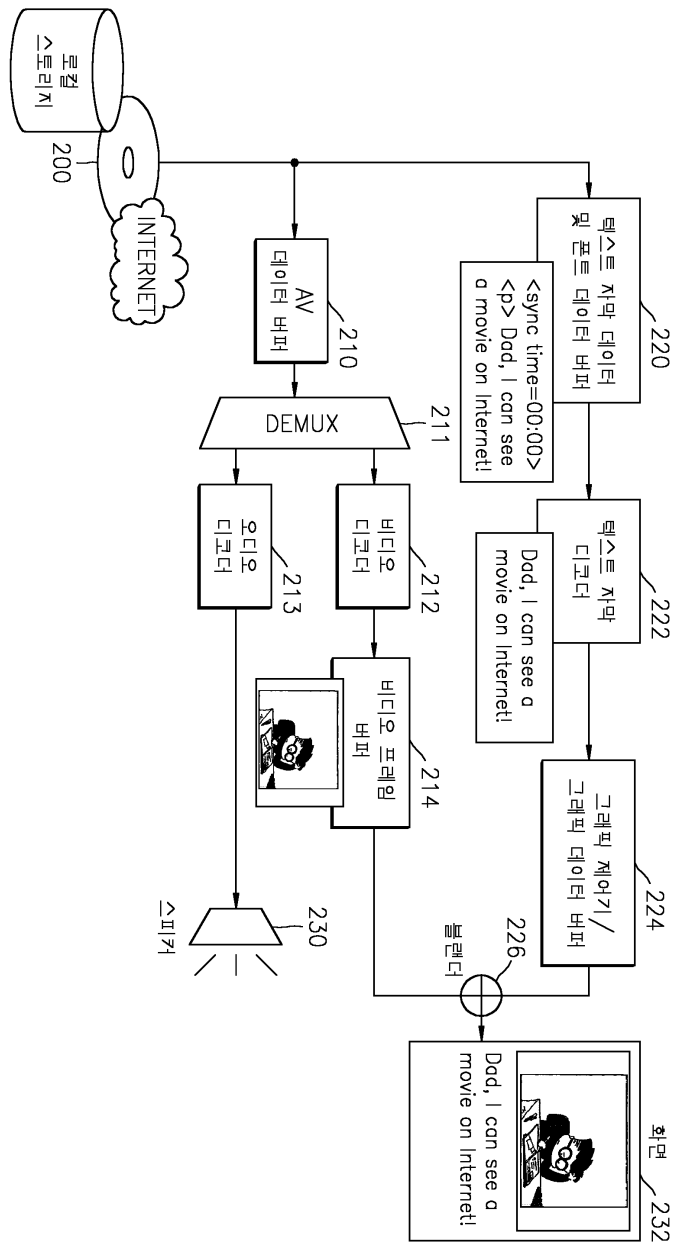 로컬
스토리지
200
INTERNET
220
텍스트 자막 데이터
및 폰트 데이터 버퍼
<sync time=00:00>
<p> Dad, I can see
a movie on Internet!
222
텍스트 자막
디코더
Dad, I can see a
movie on Internet!
224
그래픽 제어기/
그래픽 데이터 버퍼
AV
데이터 버퍼
210
DEMUX
211
비디오
디코더
212
오디오
디코더
213
비디오 프레임
버퍼
214
블랜더
226
스피커
230
화면
232
Dad, I can see a
movie on Internet!